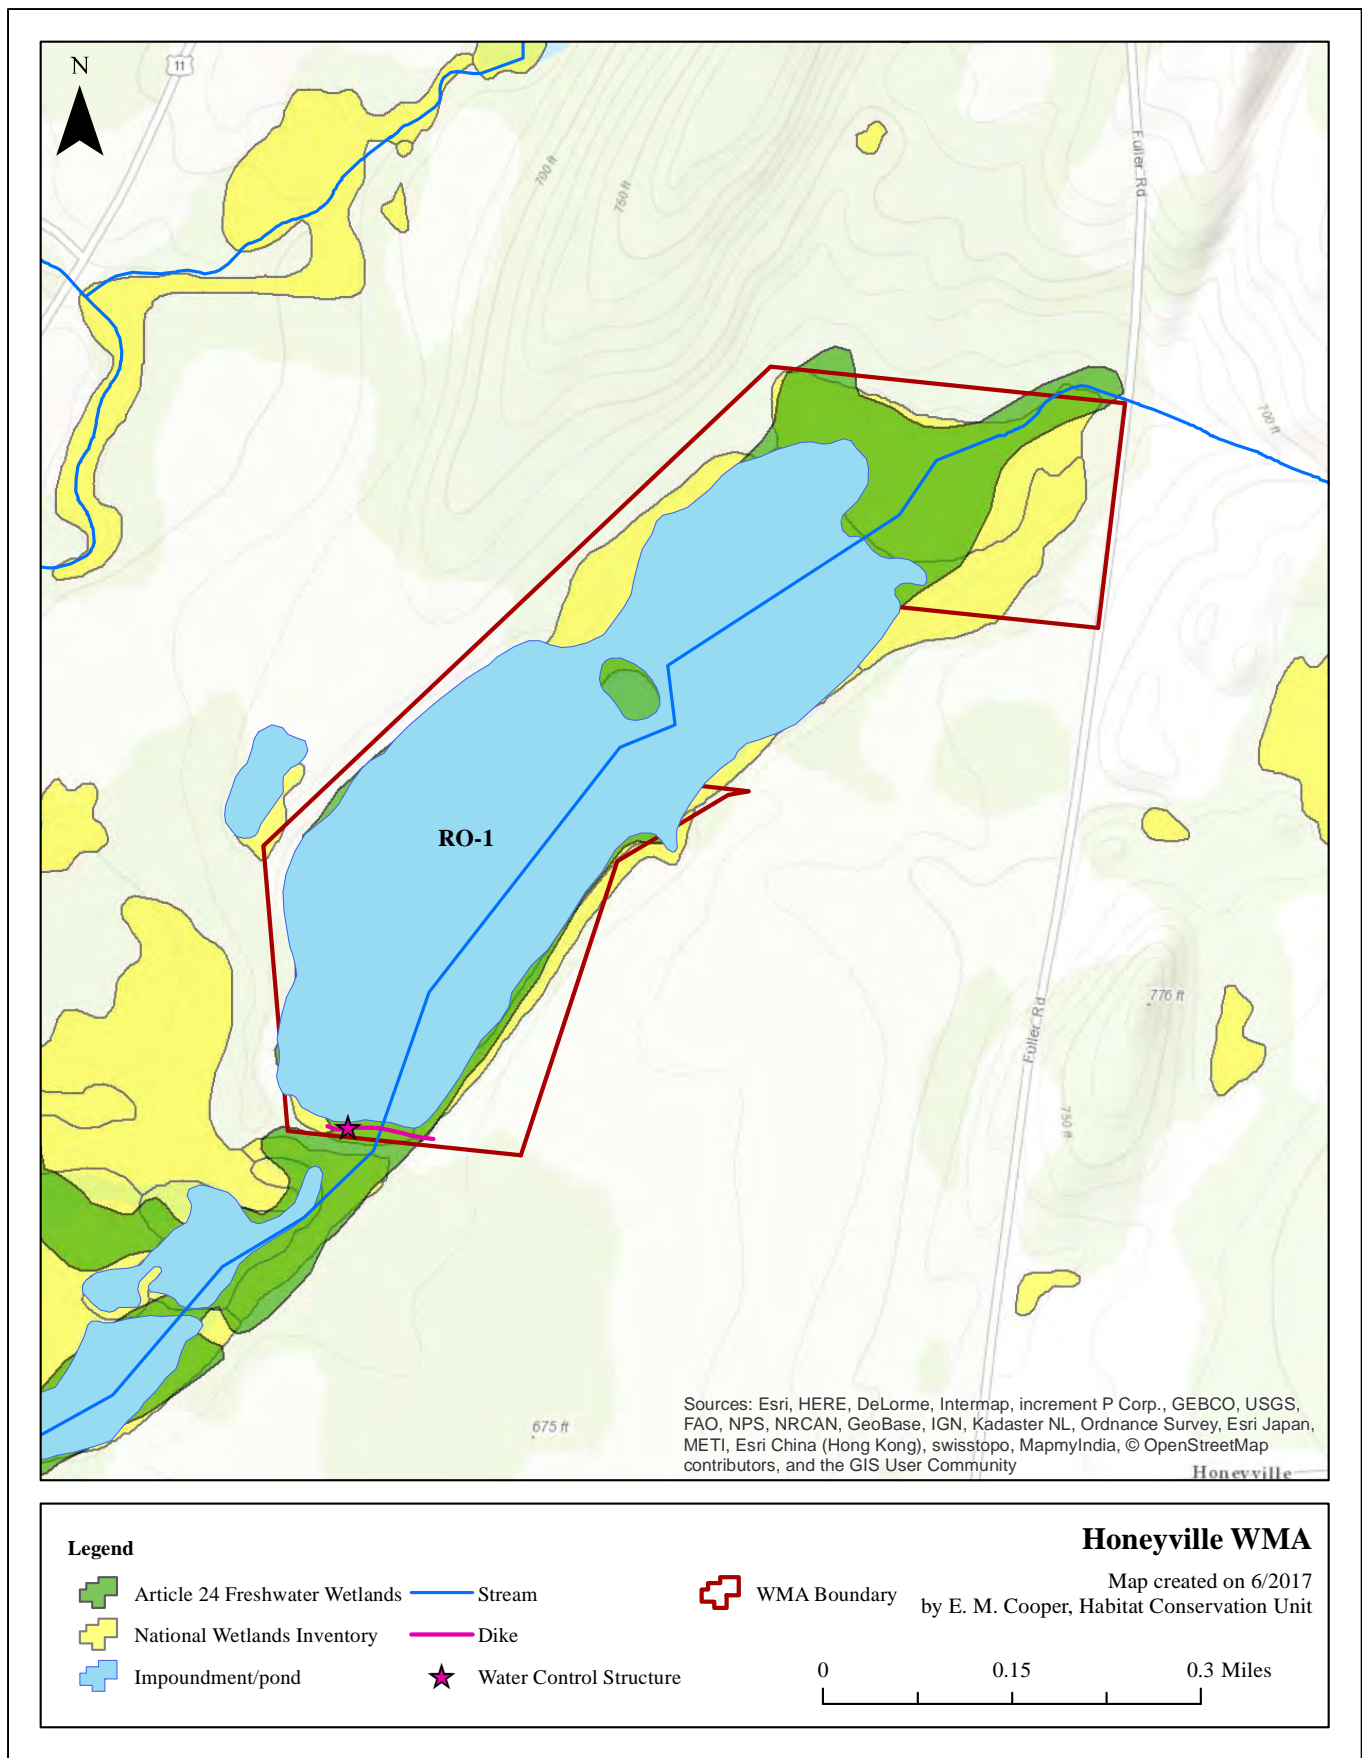 N
11
700 ft
750 ft
Fuller Rd
700 ft
RO-1
776 ft
Fuller Rd
750 ft
675 ft
Sources: Esri, HERE, DeLorme, Intermap, increment P Corp., GEBCO, USGS,
FAO, NPS, NRCAN, GeoBase, IGN, Kadaster NL, Ordnance Survey, Esri Japan,
METI, Esri China (Hong Kong), swisstopo, MapmyIndia, © OpenStreetMap
contributors, and the GIS User Community
Honeyville
Legend
Article 24 Freshwater Wetlands
National Wetlands Inventory
Impoundment/pond
Stream
Dike
Water Control Structure
WMA Boundary
Honeyville WMA
Map created on 6/2017
by E. M. Cooper, Habitat Conservation Unit
0 0.15 0.3 Miles